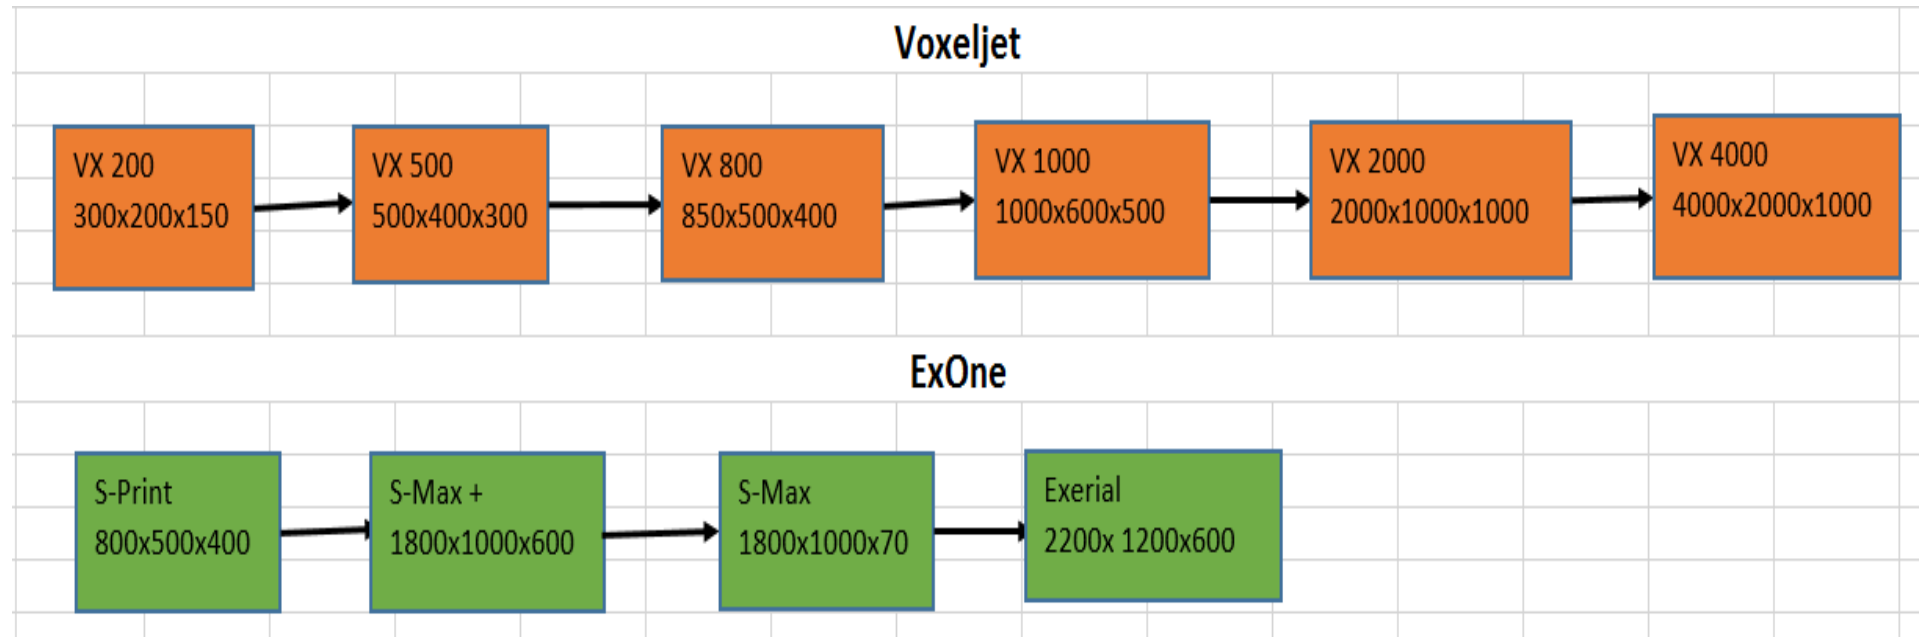 Voxeljet
VX 200
300x200x150
VX 500
500x400x300
VX 800
850x500x400
VX 1000
1000x600x500
VX 2000
2000x1000x1000
VX 4000
4000x2000x1000
ExOne
S-Print
800x500x400
S-Max +
1800x1000x600
S-Max
1800x1000x70
Exerial
2200x 1200x600